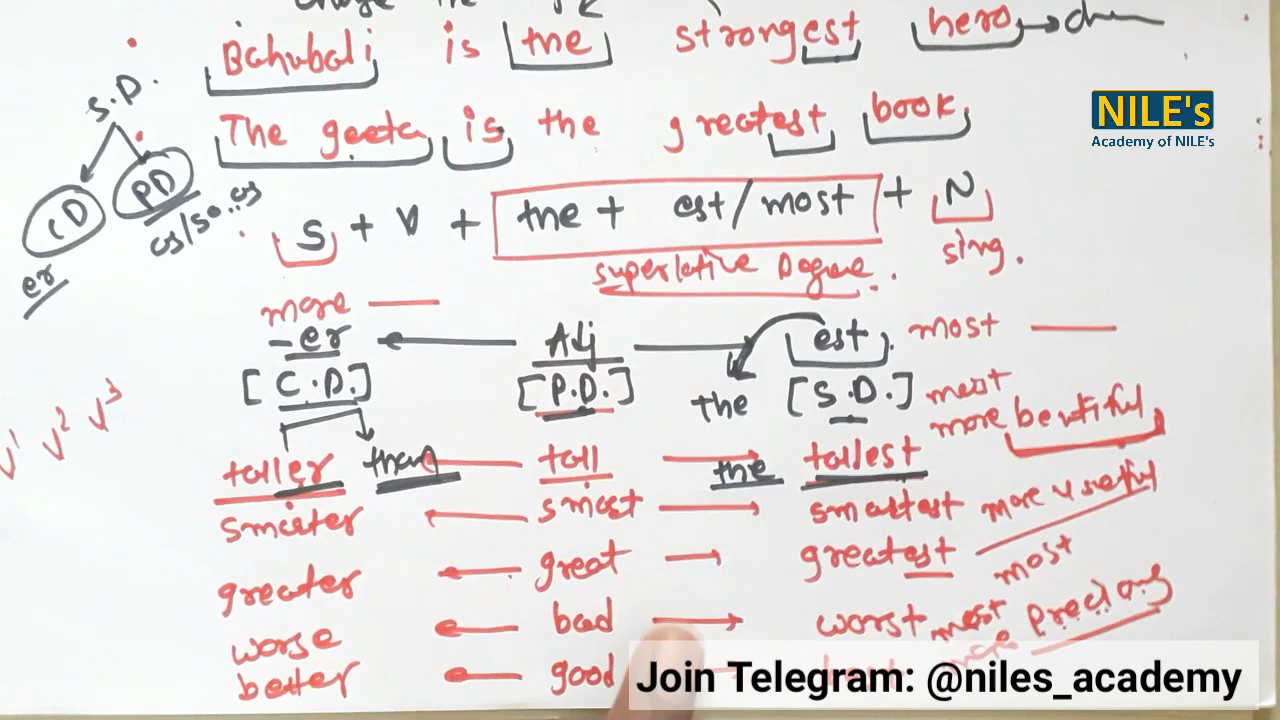 Bahubali is the strongest hero
NILE's
Academy of NILE's
S.D.
The geeta is the greatest book
CD PD
as/so..as
er
S + V + the + est/most + N
superlative Degree.
sing.
more
-er Adj est most
[C.D.] [P.D.] the [S.D.] most
more beutiful
V1 V2 V3
taller than tall the tallest
smarter smart smartest more useful
greater great greatest most
worse bad worst most precious
better good
Join Telegram: @niles_academy